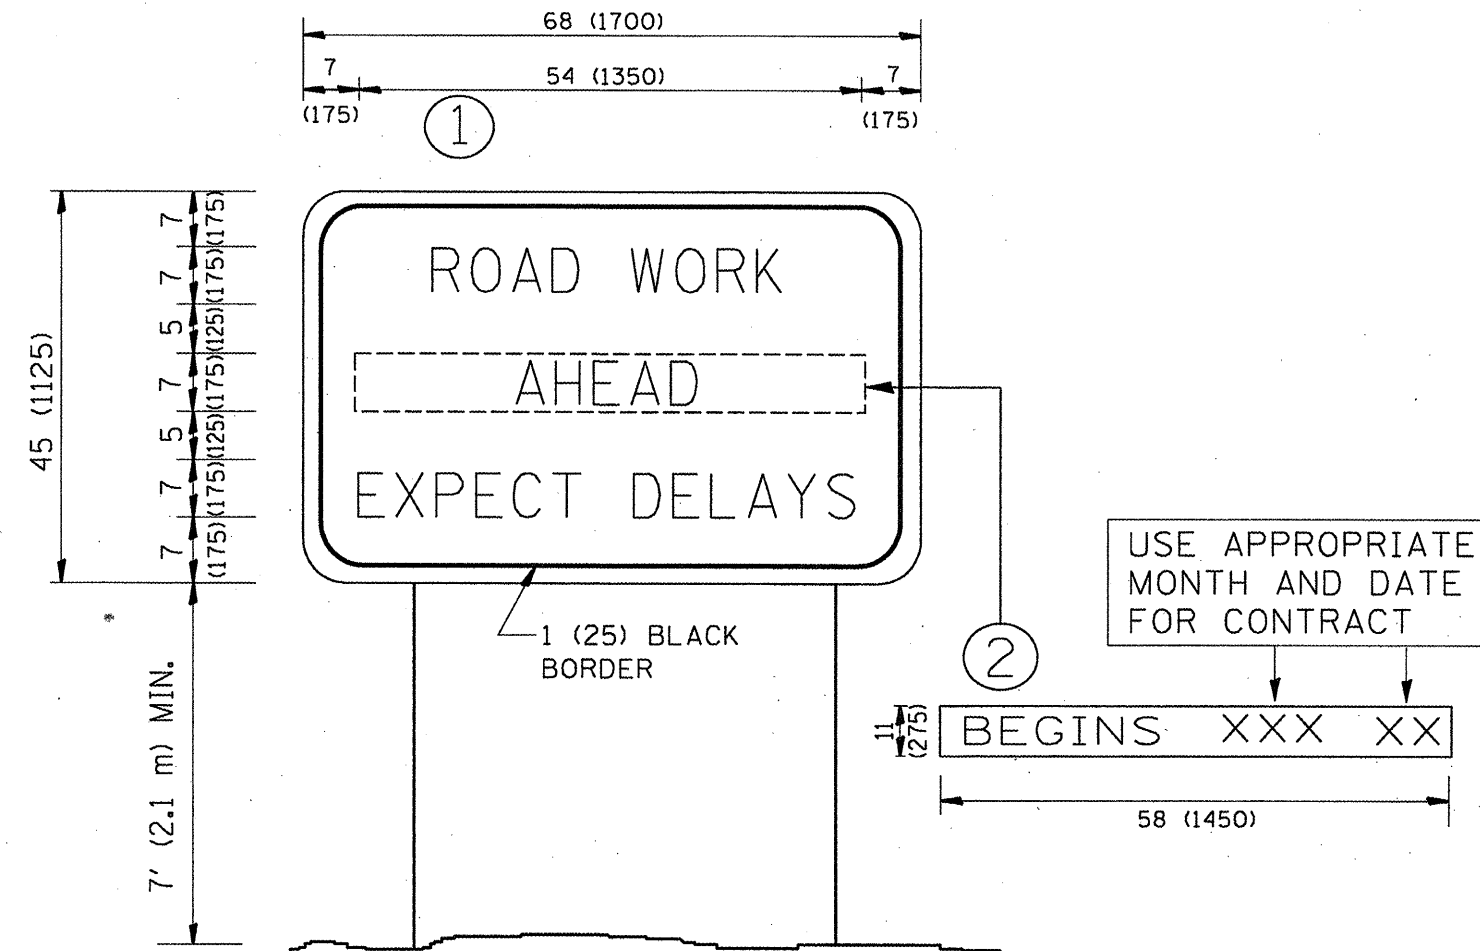 68 (1700)
7
54 (1350)
7
(175)
(175)
1
45 (1125)
7 (175)
7 (175)
5 (125)
7 (175)
5 (125)
7 (175)
7 (175)
ROAD WORK
AHEAD
EXPECT DELAYS
1 (25) BLACK
BORDER
7' (2.1 m) MIN.
USE APPROPRIATE
MONTH AND DATE
FOR CONTRACT
2
11
(275)
BEGINS XXX XX
58 (1450)